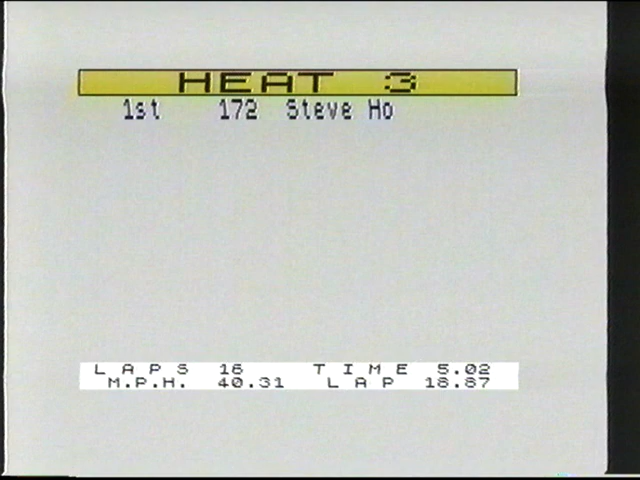 HEAT 3
1st 172 Steve Ho
LAPS 16 TIME 5.02
M.P.H. 40.31 LAP 18.87